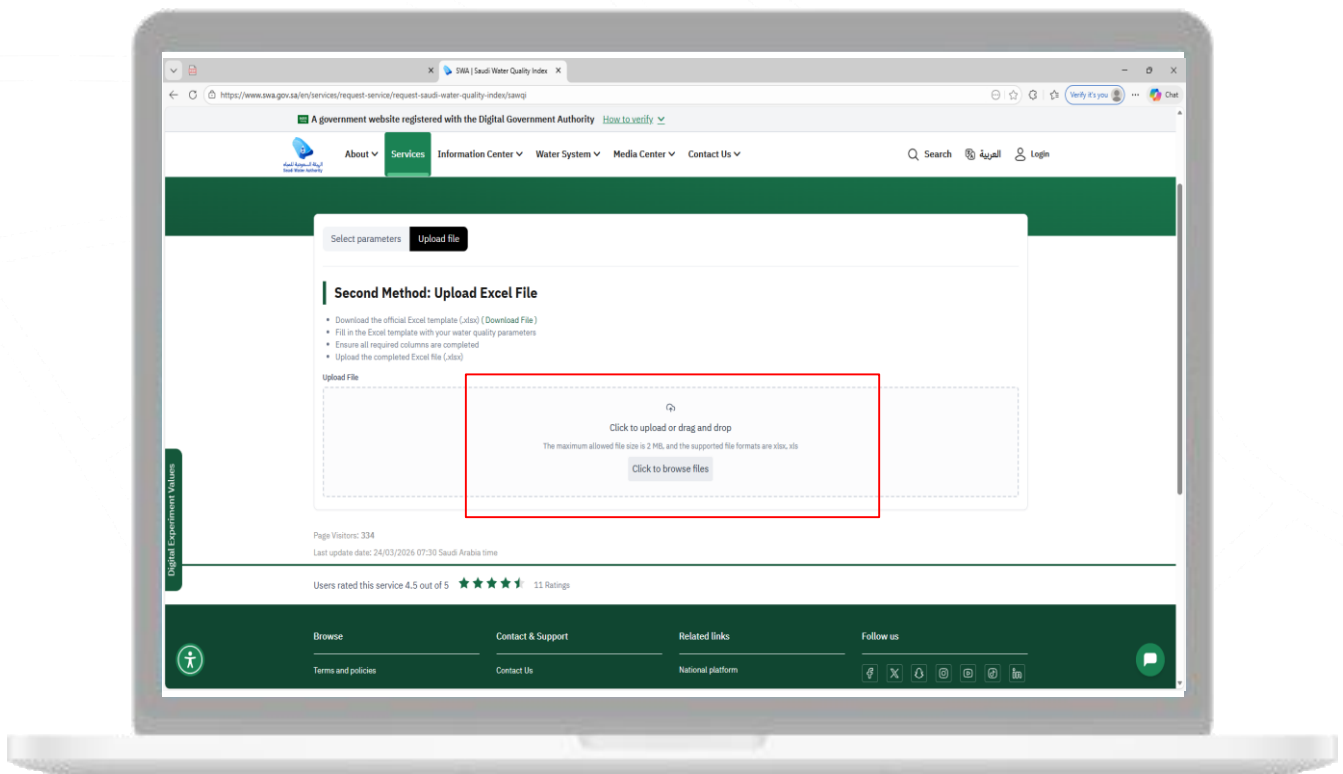 SWA | Saudi Water Quality Index
https://www.swa.gov.sa/en/services/request-service/request-saudi-water-quality-index/sawqi
Verify it's you
Chat
A government website registered with the Digital Government Authority How to verify
الهيئة السعودية للمياه
Saudi Water Authority
About Services Information Center Water System Media Center Contact Us Search العربية Login
Select parameters Upload file
Second Method: Upload Excel File
Download the official Excel template (.xlsx) ( Download File )
Fill in the Excel template with your water quality parameters
Ensure all required columns are completed
Upload the completed Excel file (.xlsx)
Upload File
Click to upload or drag and drop
The maximum allowed file size is 2 MB, and the supported file formats are xlsx, xls
Click to browse files
Digital Experiment Values
Page Visitors: 334
Last update date: 24/03/2026 07:30 Saudi Arabia time
Users rated this service 4.5 out of 5 11 Ratings
Browse Contact & Support Related links Follow us
Terms and policies Contact Us National platform